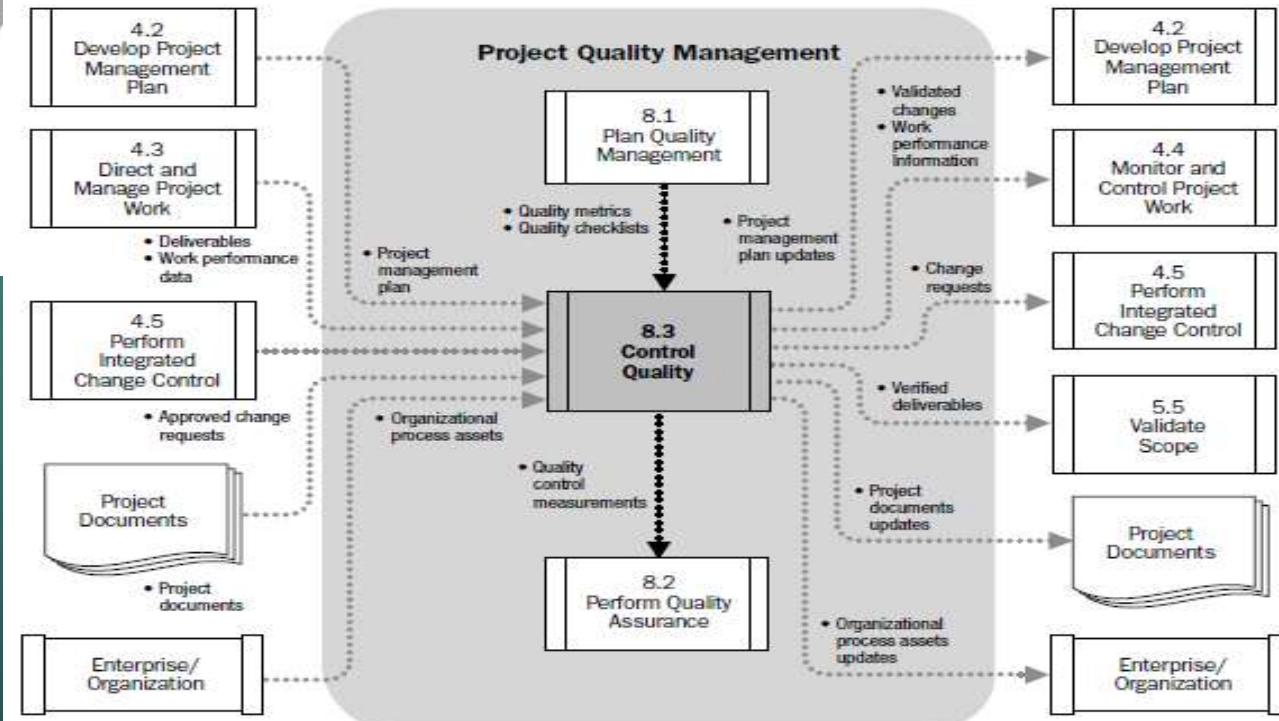 Project Quality Management
4.2
Develop Project
Management
Plan
4.3
Direct and
Manage Project
Work
• Deliverables
• Work performance
data
4.5
Perform
Integrated
Change Control
• Approved change
requests
Project
Documents
• Project
documents
Enterprise/
Organization
• Project
management
plan
• Organizational
process assets
8.1
Plan Quality
Management
• Quality metrics
• Quality checklists
8.3
Control
Quality
• Quality
control
measurements
8.2
Perform Quality
Assurance
• Validated
changes
• Work
performance
information
• Project
management
plan updates
• Change
requests
• Verified
deliverables
• Project
documents
updates
• Organizational
process assets
updates
4.2
Develop Project
Management
Plan
4.4
Monitor and
Control Project
Work
4.5
Perform
Integrated
Change Control
5.5
Validate
Scope
Project
Documents
Enterprise/
Organization